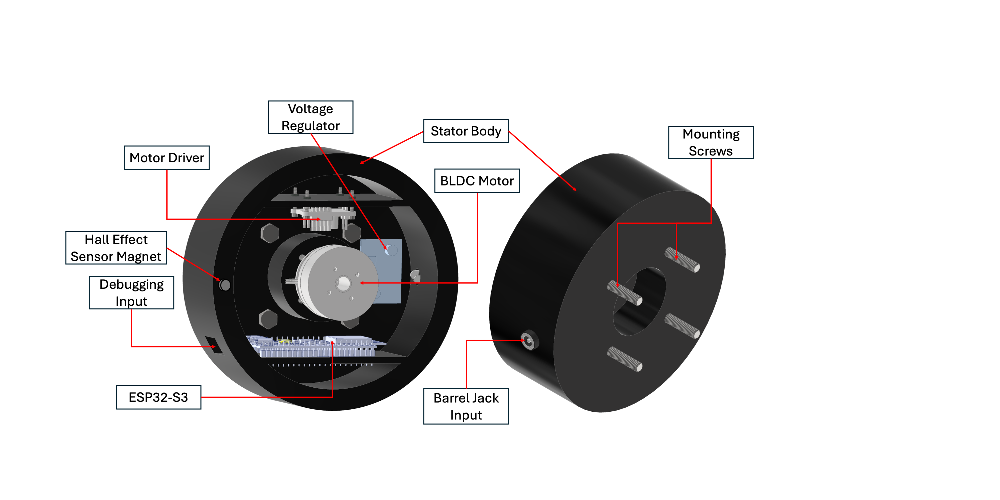 Voltage
Regulator
Stator Body
Mounting
Screws
Motor Driver
BLDC Motor
Hall Effect
Sensor Magnet
Debugging
Input
ESP32-S3
Barrel Jack
Input